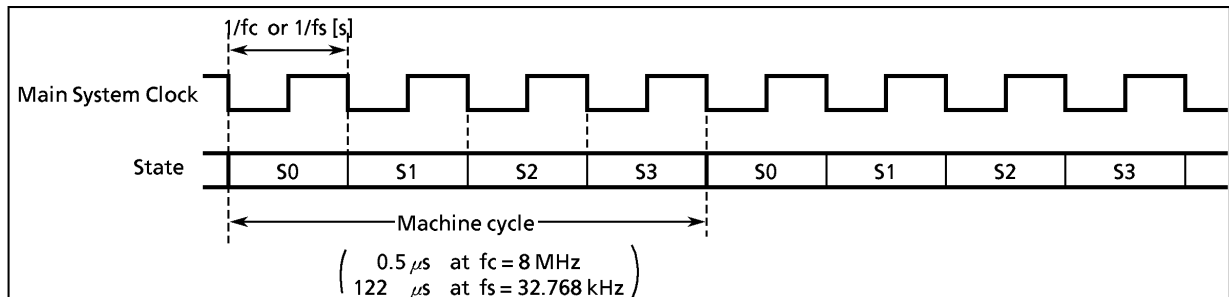 1/fc or 1/fs [s]
Main System Clock
State S0 S1 S2 S3 S0 S1 S2 S3
Machine cycle
0.5 μs at fc = 8 MHz
122 μs at fs = 32.768 kHz